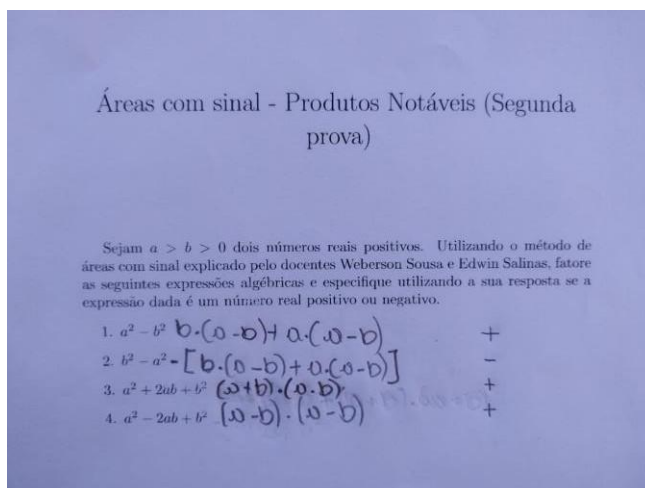 Áreas com sinal - Produtos Notáveis (Segunda
prova)
Sejam a > b > 0 dois números reais positivos. Utilizando o método de
áreas com sinal explicado pelo docentes Weberson Sousa e Edwin Salinas, fatore
as seguintes expressões algébricas e especifique utilizando a sua resposta se a
expressão dada é um número real positivo ou negativo.
1. a² − b² b·(a-b)+ a·(a-b) +
2. b² − a² -[b·(a-b)+a·(a-b)] −
3. a² + 2ab + b² (a+b)·(a·b)· +
4. a² − 2ab + b² (a-b)·(a-b) +